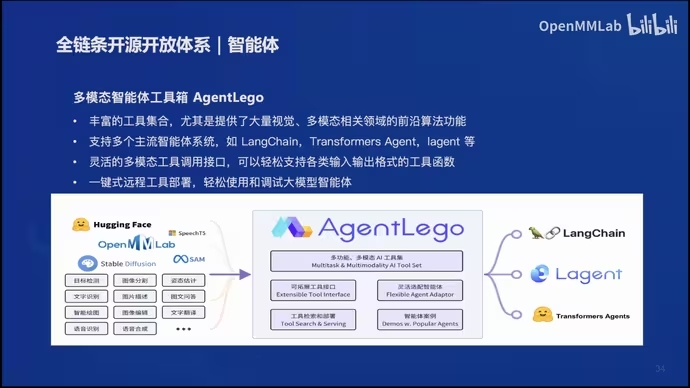 OpenMMLab bilibili
全链条开源开放体系 | 智能体
多模态智能体工具箱 AgentLego
• 丰富的工具集合，尤其是提供了大量视觉、多模态相关领域的前沿算法功能
• 支持多个主流智能体系统，如 LangChain，Transformers Agent，lagent 等
• 灵活的多模态工具调用接口，可以轻松支持各类输入输出格式的工具函数
• 一键式远程工具部署，轻松使用和调试大模型智能体
Hugging Face
SpeechT5
OpenMMLab
Stable Diffusion
SAM
目标检测 图像分割 姿态估计
文字识别 图片描述 图文问答
智能绘图 图像编辑 文字翻译
语音识别 语音合成 •••
AgentLego
多功能、多模态 AI 工具集
Multitask & Multimodality AI Tool Set
可拓展工具接口
Extensible Tool Interface
灵活适配智能体
Flexible Agent Adaptor
工具检索和部署
Tool Search & Serving
智能体案例
Demos w. Popular Agents
LangChain
Lagent
Transformers Agents
34